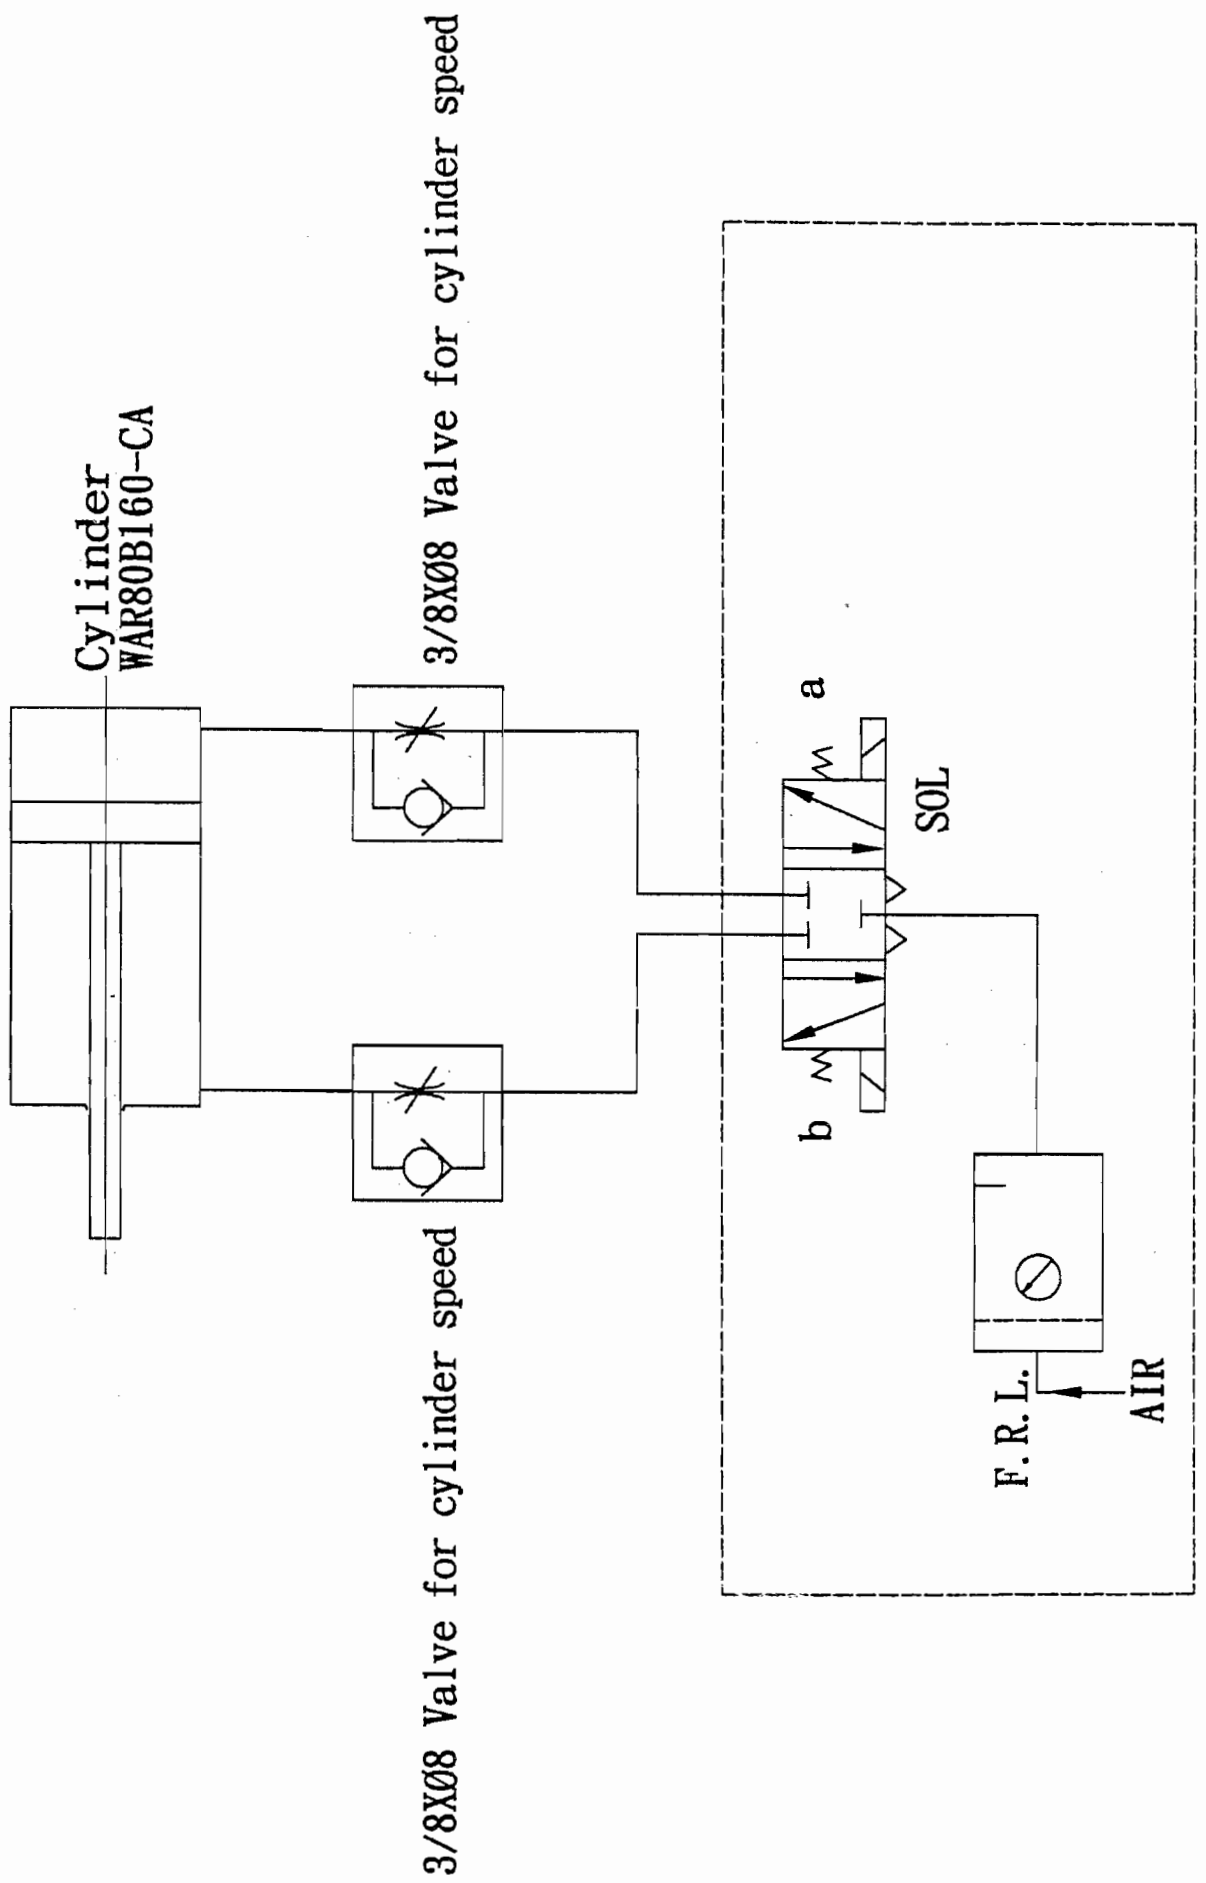 Cylinder
WAR80B160-CA
3/8XØ8 Valve for cylinder speed
3/8XØ8 Valve for cylinder speed
b
a
SOL
F.R.L.
AIR